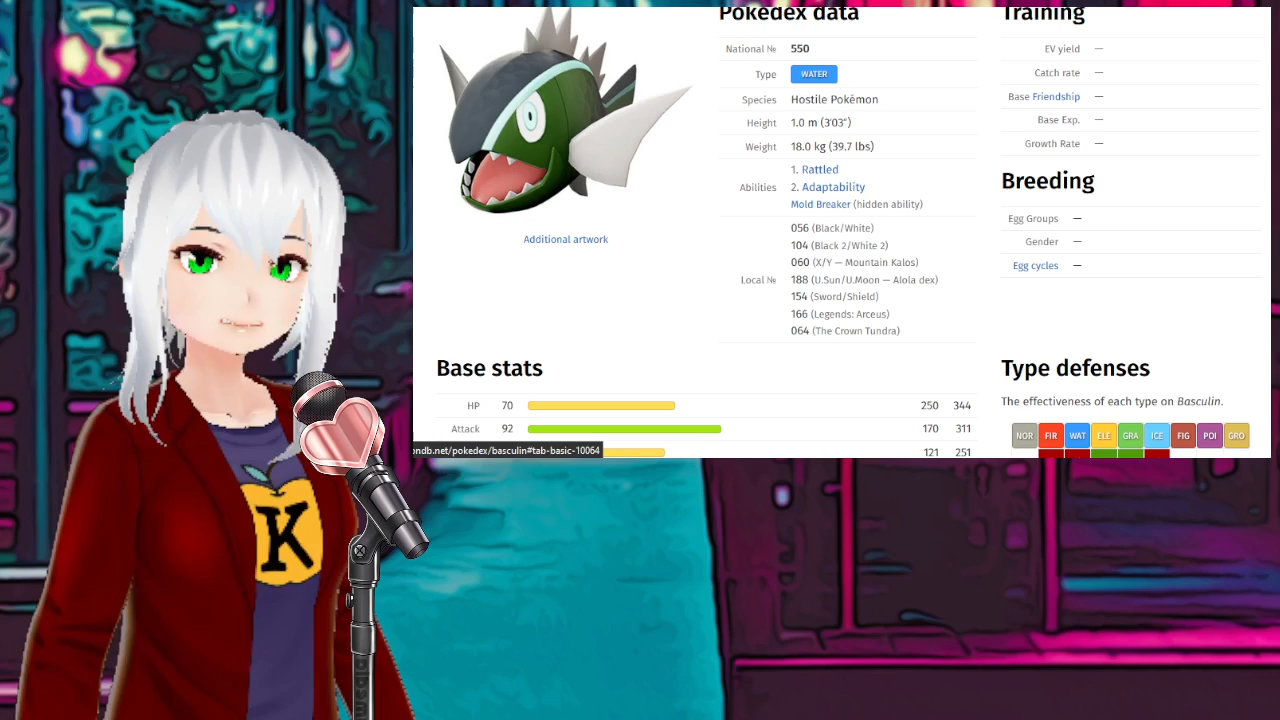 Pokédex data
National № 550
Type WATER
Species Hostile Pokémon
Height 1.0 m (3′03″)
Weight 18.0 kg (39.7 lbs)
Abilities
1. Rattled
2. Adaptability
Mold Breaker (hidden ability)
Local №
056 (Black/White)
104 (Black 2/White 2)
060 (X/Y — Mountain Kalos)
188 (U.Sun/U.Moon — Alola dex)
154 (Sword/Shield)
166 (Legends: Arceus)
064 (The Crown Tundra)
Training
EV yield —
Catch rate —
Base Friendship —
Base Exp. —
Growth Rate —
Breeding
Egg Groups —
Gender —
Egg cycles —
Additional artwork
Base stats
HP 70 250 344
Attack 92 170 311
121 251
ndb.net/pokedex/basculin#tab-basic-10064
Type defenses
The effectiveness of each type on Basculin.
NOR FIR WAT ELE GRA ICE FIG POI GRO
K